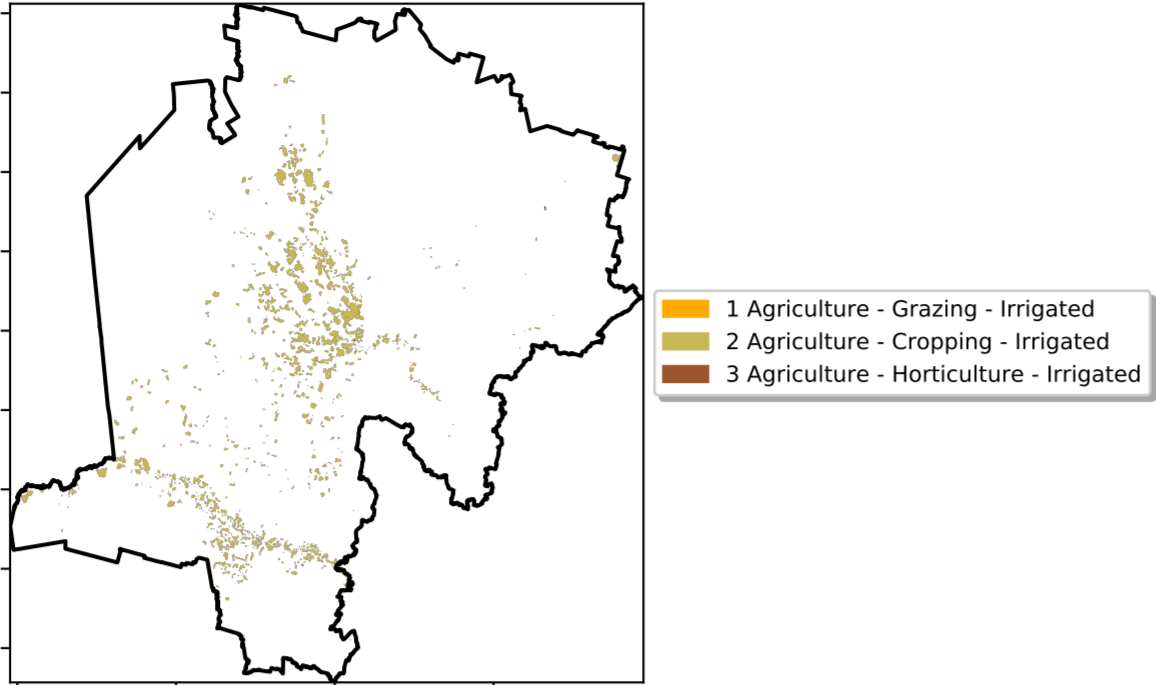 1 Agriculture - Grazing - Irrigated
2 Agriculture - Cropping - Irrigated
3 Agriculture - Horticulture - Irrigated